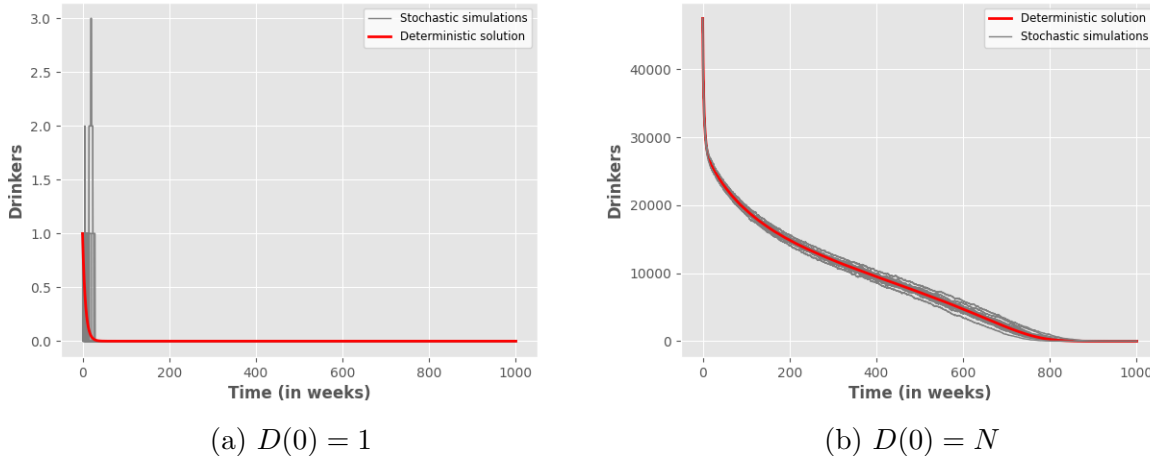 3.0
2.5
2.0
1.5
1.0
0.5
0.0
Drinkers
0 200 400 600 800 1000
Time (in weeks)
Stochastic simulations
Deterministic solution
(a) D(0) = 1
40000
30000
20000
10000
0
Drinkers
0 200 400 600 800 1000
Time (in weeks)
Deterministic solution
Stochastic simulations
(b) D(0) = N